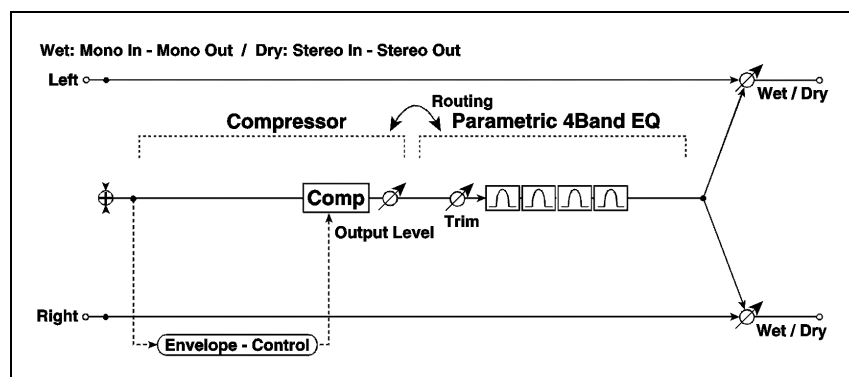 Wet: Mono In - Mono Out / Dry: Stereo In - Stereo Out
Left
Wet / Dry
Routing
Compressor
Parametric 4Band EQ
Comp
Output Level
Trim
Right
Wet / Dry
Envelope - Control